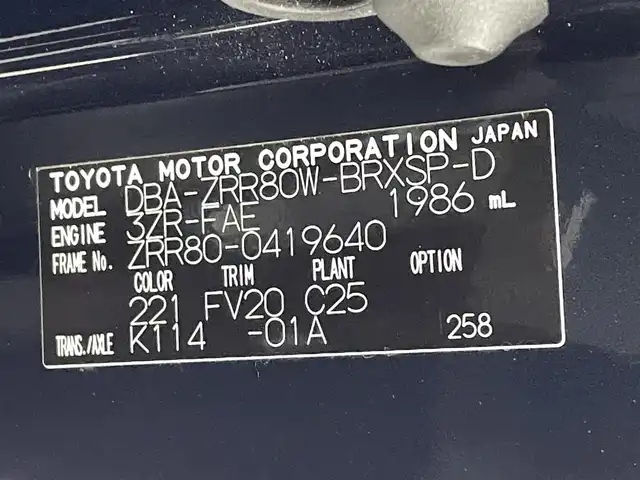 TOYOTA MOTOR CORPORATION JAPAN
MODEL DBA-ZRR80W-BRXSP-D
ENGINE 3ZR-FAE 1986 mL
FRAME No. ZRR80-0419640
COLOR TRIM PLANT OPTION
221 FV20 C25
TRANS./AXLE KT14 -01A 258